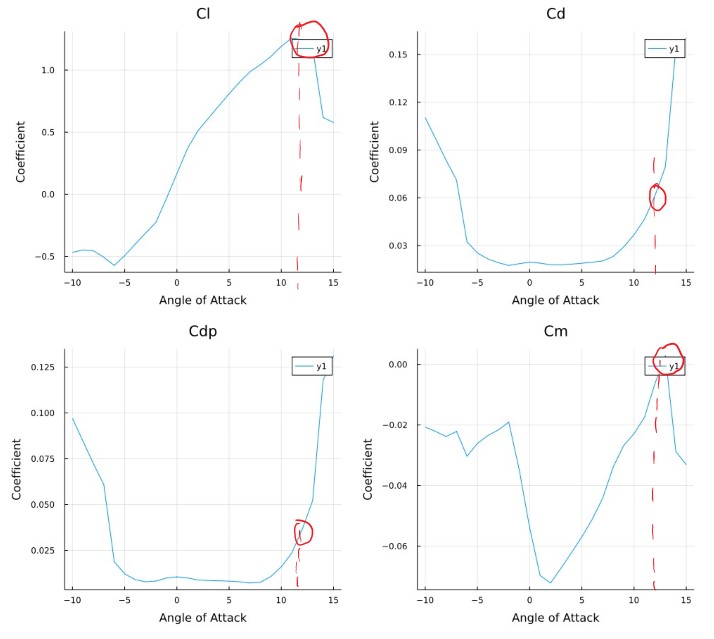 Cl
Coefficient
1.0
0.5
0.0
−0.5
−10
−5
0
5
10
15
Angle of Attack
y1
Cd
Coefficient
0.15
0.12
0.09
0.06
0.03
−10
−5
0
5
10
15
Angle of Attack
y1
Cdp
Coefficient
0.125
0.100
0.075
0.050
0.025
−10
−5
0
5
10
15
Angle of Attack
y1
Cm
Coefficient
0.00
−0.02
−0.04
−0.06
−10
−5
0
5
10
15
Angle of Attack
y1